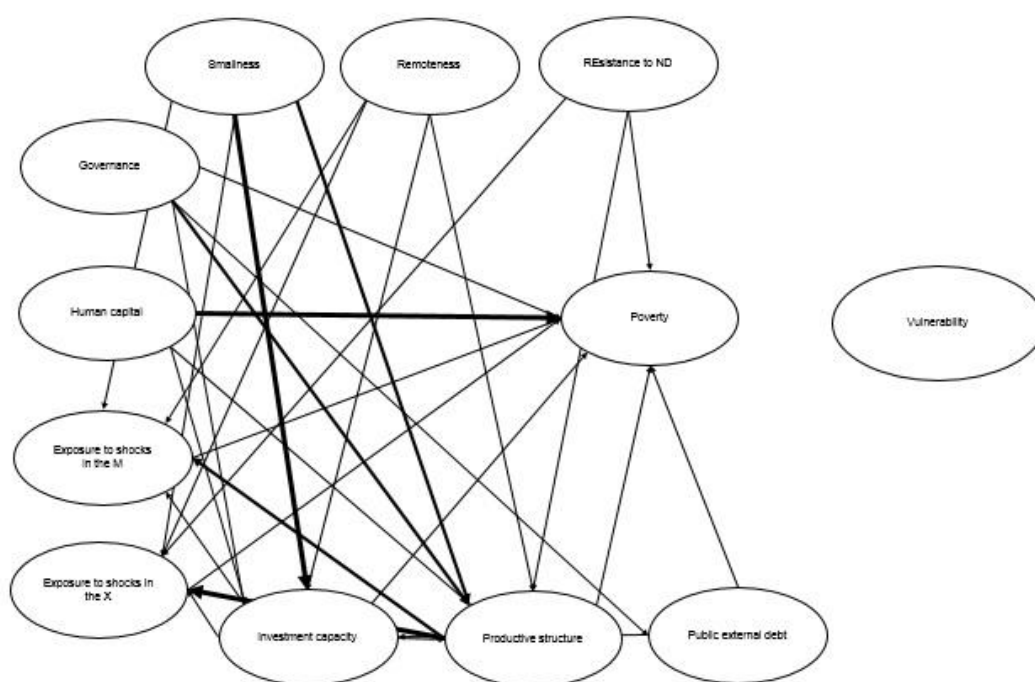 Smallness
Remoteness
REsistance to ND
Governance
Human capital
Poverty
Vulnerability
Exposure to shocks
in the M
Exposure to shocks in
the X
Investment capacity
Productive structure
Public external debt